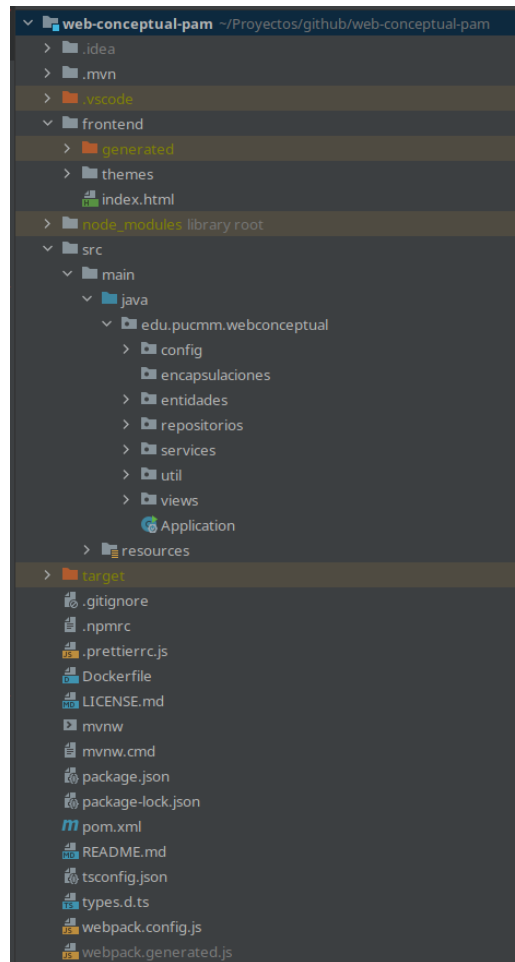 web-conceptual-pam ~/Proyectos/github/web-conceptual-pam
.idea
.mvn
.vscode
frontend
generated
themes
index.html
node_modules library root
src
main
java
edu.pucmm.webconceptual
config
encapsulaciones
entidades
repositorios
services
util
views
Application
resources
target
.gitignore
.npmrc
.prettierrc.js
Dockerfile
LICENSE.md
mvnw
mvnw.cmd
package.json
package-lock.json
pom.xml
README.md
tsconfig.json
types.d.ts
webpack.config.js
webpack.generated.js